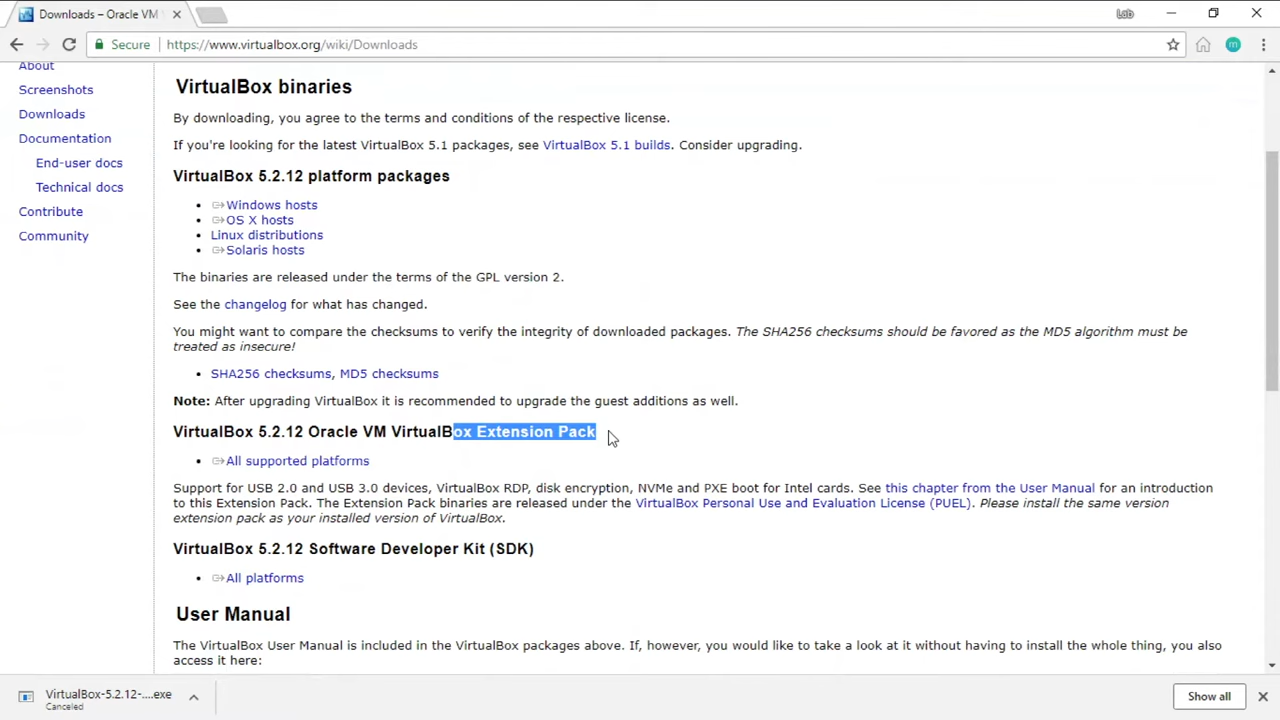 Downloads – Oracle VM
Lab
Secure https://www.virtualbox.org/wiki/Downloads
m
About
Screenshots
Downloads
Documentation
End-user docs
Technical docs
Contribute
Community
VirtualBox binaries
By downloading, you agree to the terms and conditions of the respective license.
If you're looking for the latest VirtualBox 5.1 packages, see VirtualBox 5.1 builds. Consider upgrading.
VirtualBox 5.2.12 platform packages
Windows hosts
OS X hosts
Linux distributions
Solaris hosts
The binaries are released under the terms of the GPL version 2.
See the changelog for what has changed.
You might want to compare the checksums to verify the integrity of downloaded packages. The SHA256 checksums should be favored as the MD5 algorithm must be
treated as insecure!
SHA256 checksums, MD5 checksums
Note: After upgrading VirtualBox it is recommended to upgrade the guest additions as well.
VirtualBox 5.2.12 Oracle VM VirtualBox Extension Pack
All supported platforms
Support for USB 2.0 and USB 3.0 devices, VirtualBox RDP, disk encryption, NVMe and PXE boot for Intel cards. See this chapter from the User Manual for an introduction
to this Extension Pack. The Extension Pack binaries are released under the VirtualBox Personal Use and Evaluation License (PUEL). Please install the same version
extension pack as your installed version of VirtualBox.
VirtualBox 5.2.12 Software Developer Kit (SDK)
All platforms
User Manual
The VirtualBox User Manual is included in the VirtualBox packages above. If, however, you would like to take a look at it without having to install the whole thing, you also
access it here:
VirtualBox-5.2.12-....exe
Canceled
Show all